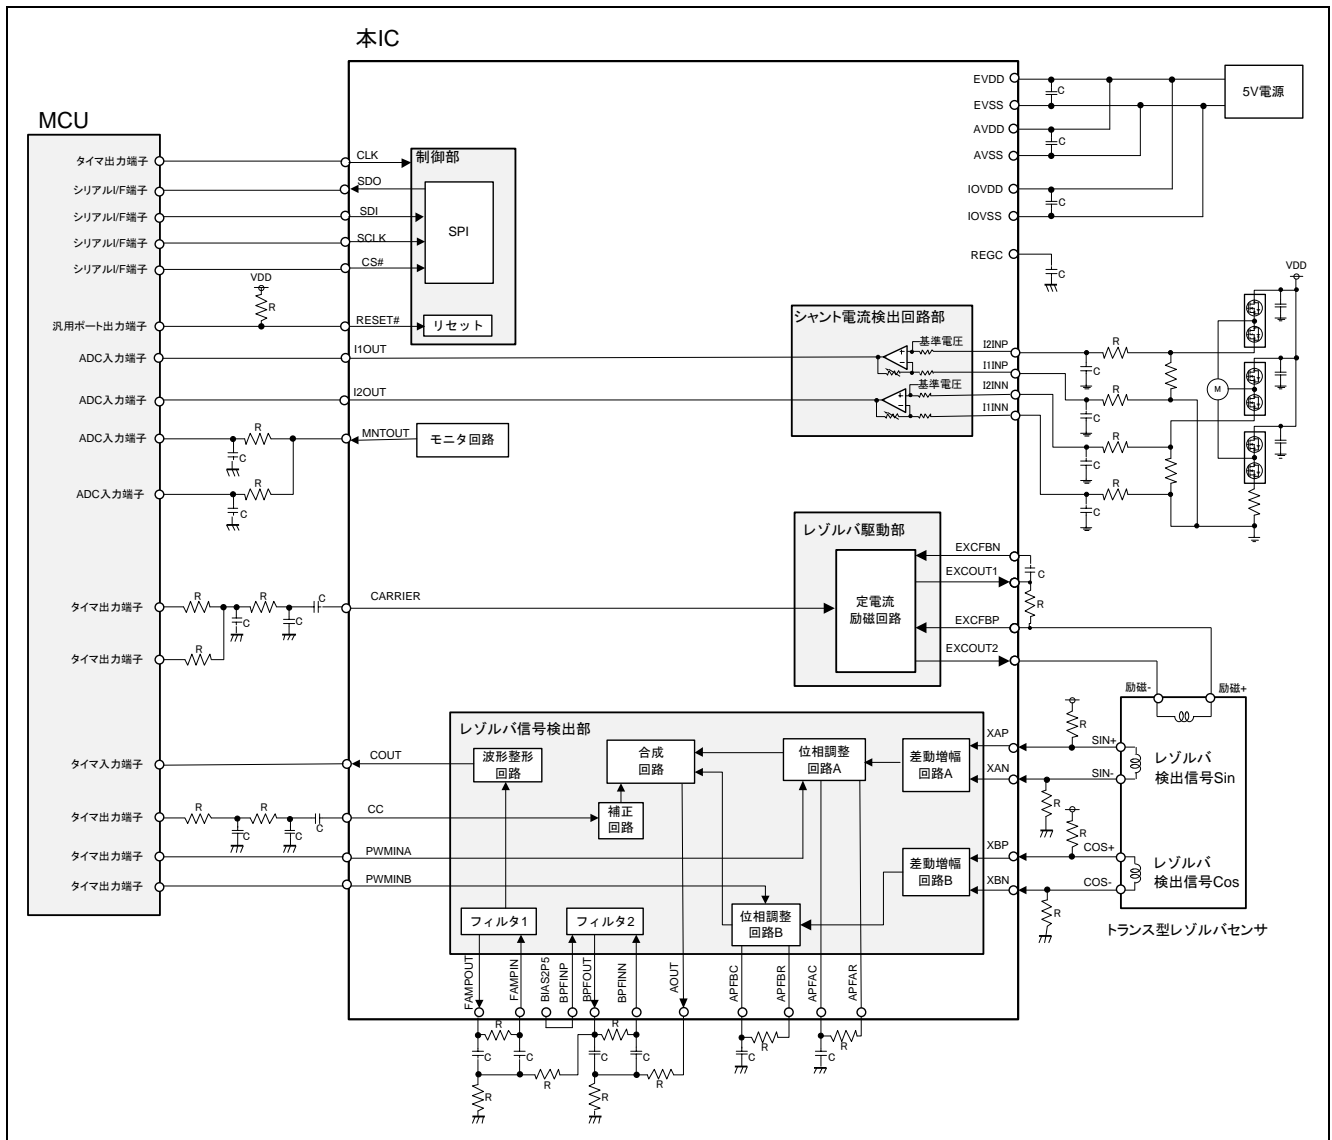 本IC
MCU
タイマ出力端子
シリアルI/F端子
シリアルI/F端子
シリアルI/F端子
シリアルI/F端子
VDD
R
汎用ポート出力端子
ADC入力端子
ADC入力端子
ADC入力端子
R
C
ADC入力端子
R
C
タイマ出力端子
R
R
C
C
C
タイマ出力端子
R
タイマ入力端子
タイマ出力端子
R
R
C
C
C
タイマ出力端子
タイマ出力端子
CLK
SDO
SDI
SCLK
CS#
RESET#
I1OUT
I2OUT
MNTOUT
CARRIER
COUT
CC
PWMINA
PWMINB
制御部
SPI
リセット
モニタ回路
シャント電流検出回路部
基準電圧
基準電圧
I2INP
I1INP
I2INN
I1INN
EVDD
EVSS
AVDD
AVSS
IOVDD
IOVSS
REGC
C
C
C
C
5V電源
VDD
R
C
R
C
R
C
R
C
M
レゾルバ駆動部
定電流
励磁回路
EXCFBN
EXCOUT1
EXCFBP
EXCOUT2
C
R
励磁-
励磁+
レゾルバ信号検出部
波形整形
回路
合成
回路
補正
回路
位相調整
回路A
差動増幅
回路A
位相調整
回路B
差動増幅
回路B
フィルタ1
フィルタ2
XAP
XAN
XBP
XBN
R
R
R
R
SIN+
SIN-
COS+
COS-
レゾルバ
検出信号Sin
レゾルバ
検出信号Cos
トランス型レゾルバセンサ
FAMPOUT
FAMPIN
BIAS2P5
BPFINP
BPFOUT
BPFINN
AOUT
APFBC
APFBR
APFAC
APFAR
R
C
C
R
R
R
C
C
R
R
R
C
R
C